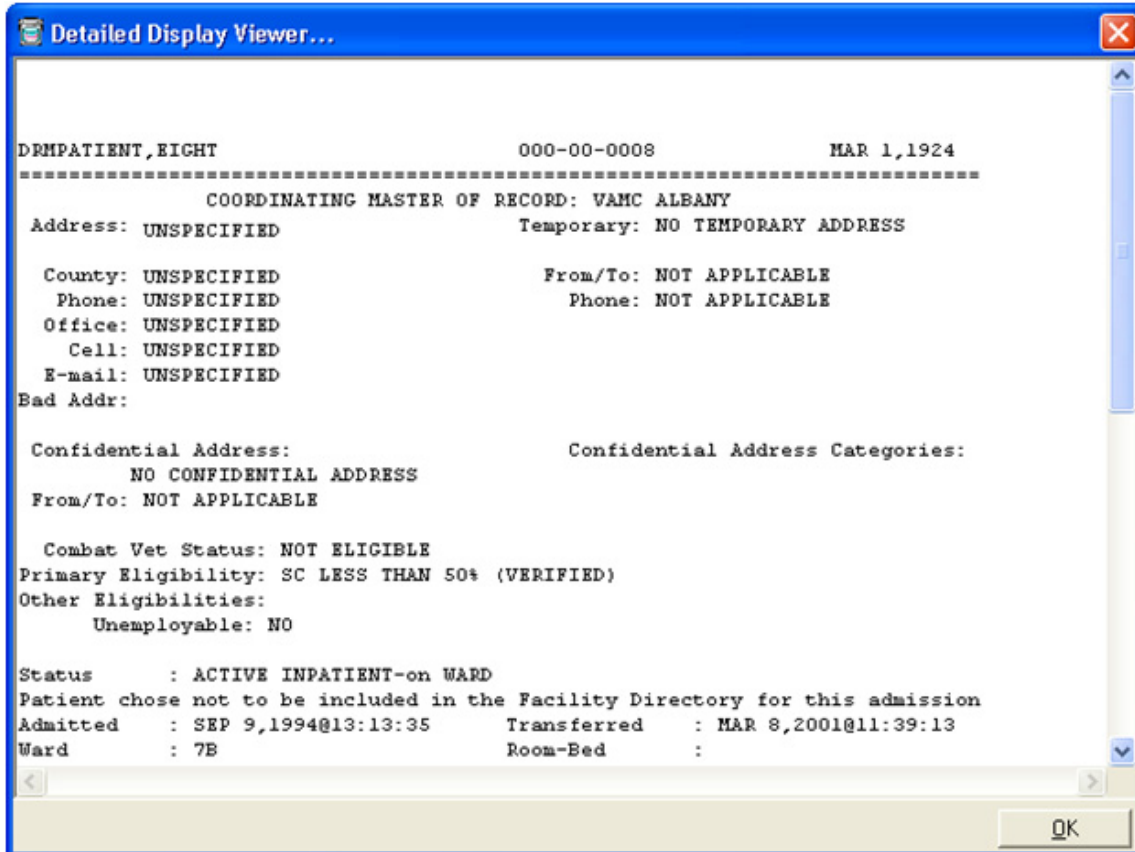 Detailed Display Viewer...
DRMPATIENT,EIGHT 000-00-0008 MAR 1,1924
==============================================================================
COORDINATING MASTER OF RECORD: VAMC ALBANY
Address: UNSPECIFIED Temporary: NO TEMPORARY ADDRESS
County: UNSPECIFIED From/To: NOT APPLICABLE
Phone: UNSPECIFIED Phone: NOT APPLICABLE
Office: UNSPECIFIED
Cell: UNSPECIFIED
E-mail: UNSPECIFIED
Bad Addr:
Confidential Address: Confidential Address Categories:
NO CONFIDENTIAL ADDRESS
From/To: NOT APPLICABLE
Combat Vet Status: NOT ELIGIBLE
Primary Eligibility: SC LESS THAN 50% (VERIFIED)
Other Eligibilities:
Unemployable: NO
Status : ACTIVE INPATIENT-on WARD
Patient chose not to be included in the Facility Directory for this admission
Admitted : SEP 9,1994@13:13:35 Transferred : MAR 8,2001@11:39:13
Ward : 7B Room-Bed :
OK